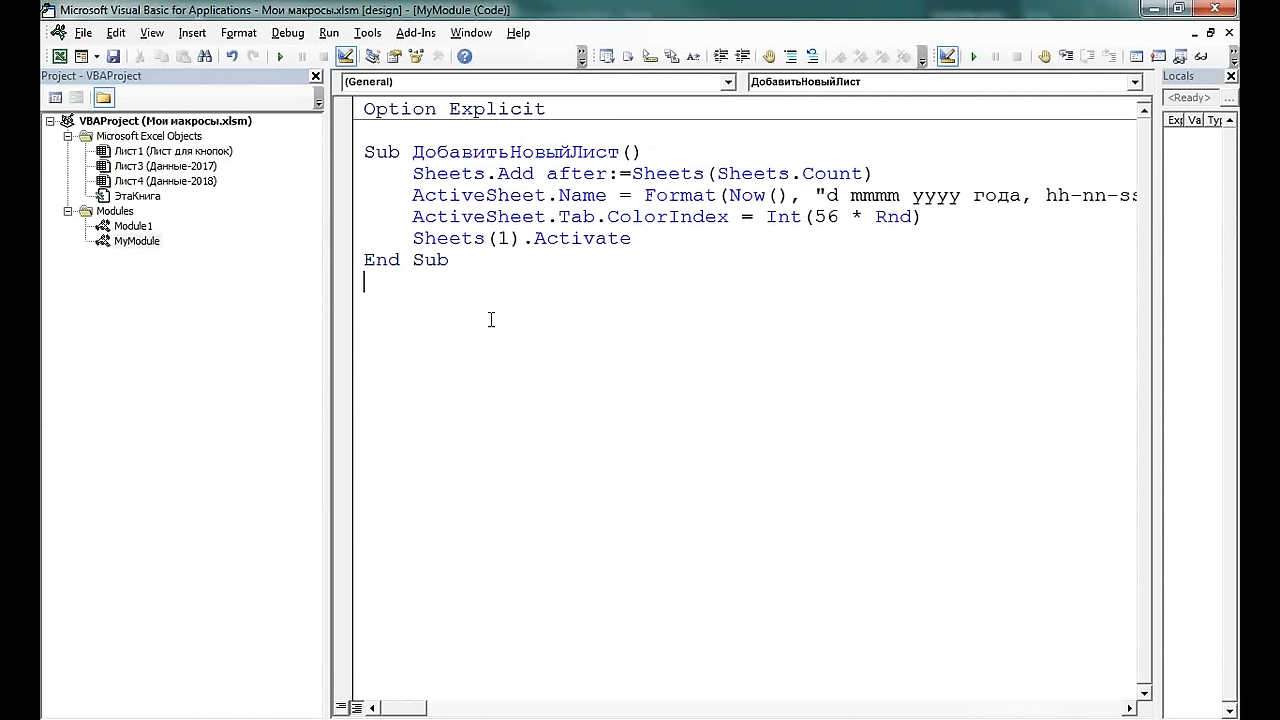 Microsoft Visual Basic for Applications - Мои макросы.xlsm [design] - [MyModule (Code)]
File Edit View Insert Format Debug Run Tools Add-Ins Window Help
Project - VBAProject
VBAProject (Мои макросы.xlsm)
Microsoft Excel Objects
Лист1 (Лист для кнопок)
Лист3 (Данные-2017)
Лист4 (Данные-2018)
ЭтаКнига
Modules
Module1
MyModule
(General) ДобавитьНовыйЛист
Option Explicit
Sub ДобавитьНовыйЛист()
Sheets.Add after:=Sheets(Sheets.Count)
ActiveSheet.Name = Format(Now(), "d mmmm yyyy года, hh-nn-ss
ActiveSheet.Tab.ColorIndex = Int(56 * Rnd)
Sheets(1).Activate
End Sub
Locals
<Ready> ...
Exp Va Ty